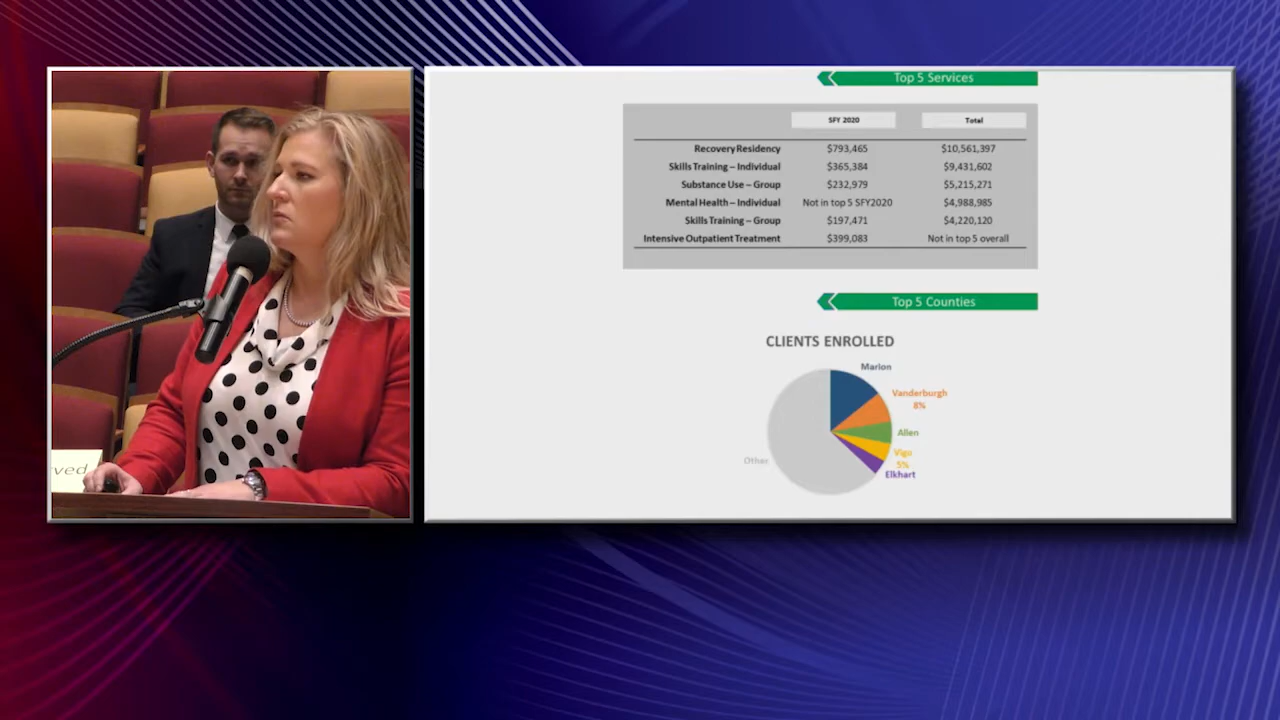 Top 5 Services
SFY 2020 Total
Recovery Residency $793,465 $10,561,397
Skills Training – Individual $365,384 $9,431,602
Substance Use – Group $232,979 $5,215,271
Mental Health – Individual Not in top 5 SFY2020 $4,988,985
Skills Training – Group $197,471 $4,220,120
Intensive Outpatient Treatment $399,083 Not in top 5 overall
Top 5 Counties
CLIENTS ENROLLED
Marion
Vanderburgh
8%
Allen
Vigo
5%
Elkhart
Other
ved